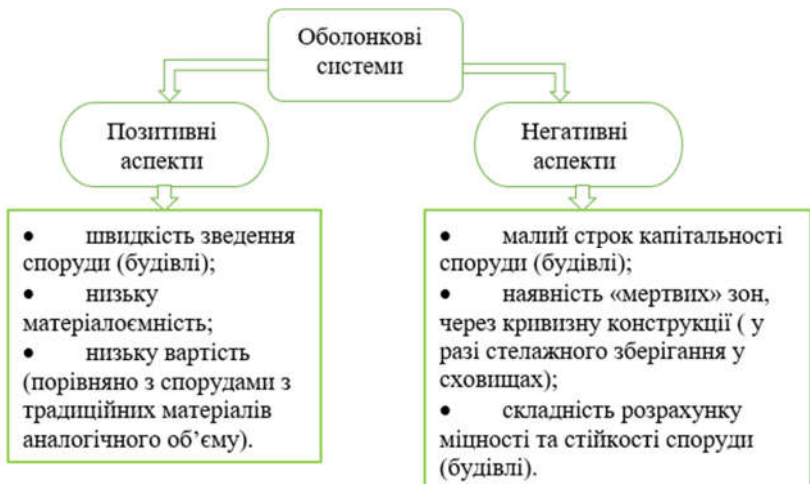 Оболонкові
системи
Позитивні
аспекти
Негативні
аспекти
• швидкість зведення
споруди (будівлі);
• низьку
матеріалоємність;
• низьку вартість
(порівняно з спорудами з
традиційних матеріалів
аналогічного об’єму).
• малий строк капітальності
споруди (будівлі);
• наявність «мертвих» зон,
через кривизну конструкції ( у
разі стелажного зберігання у
сховищах);
• складність розрахунку
міцності та стійкості споруди
(будівлі).